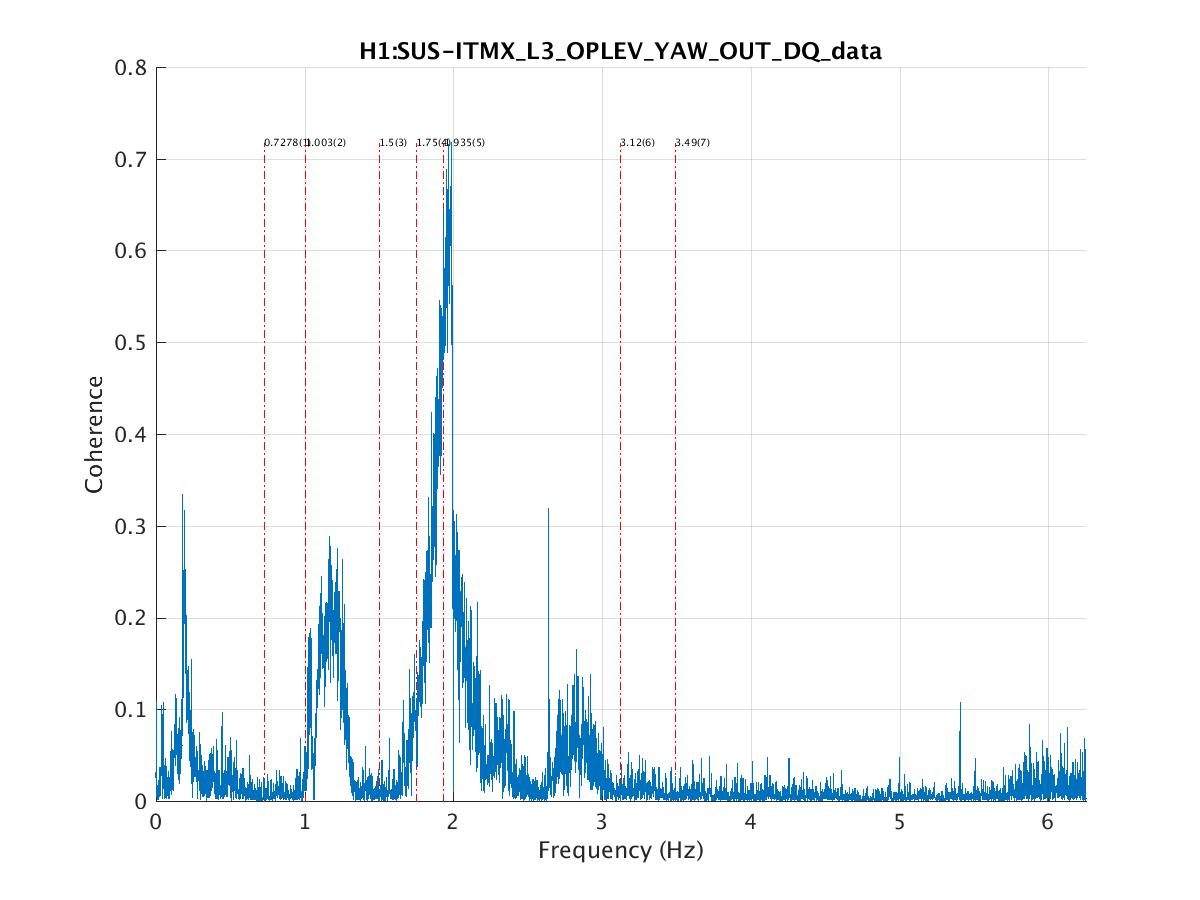 H1:SUS-ITMX_L3_OPLEV_YAW_OUT_DQ_data
0.8
0.7278(1) 1.003(2) 1.5(3) 1.75(4) 1.935(5) 3.12(6) 3.49(7)
0.7
0.6
0.5
0.4
0.3
0.2
0.1
0
Coherence
0 1 2 3 4 5 6
Frequency (Hz)